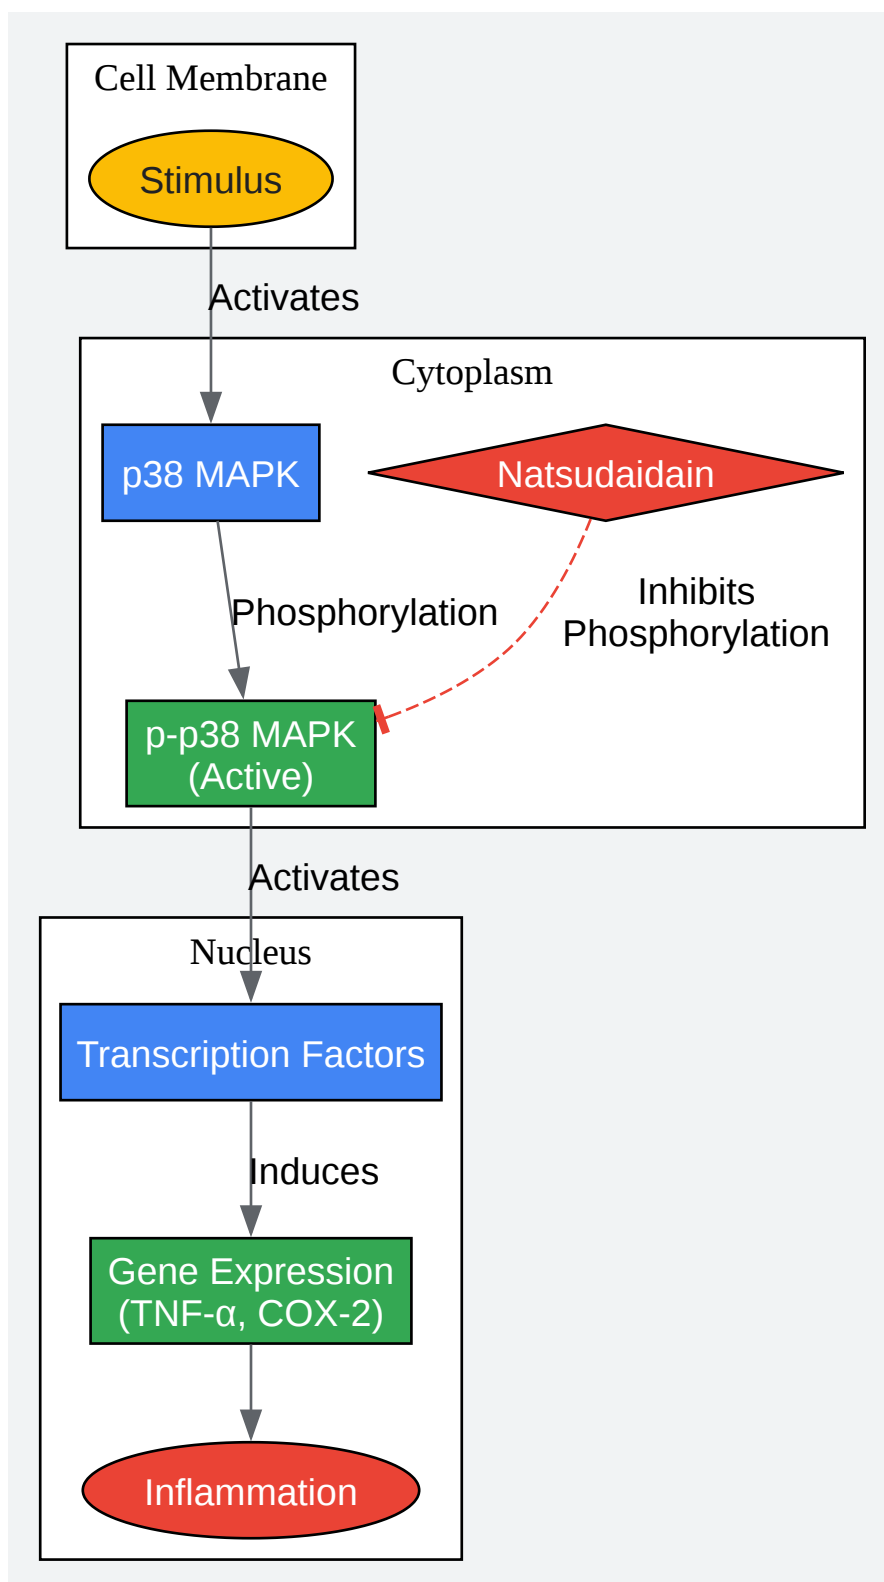 Cell Membrane
Stimulus
Activates
Cytoplasm
p38 MAPK
Natsudaidain
Inhibits
Phosphorylation
Phosphorylation
p-p38 MAPK
(Active)
Activates
Nucleus
Transcription Factors
Induces
Gene Expression
(TNF-α, COX-2)
Inflammation